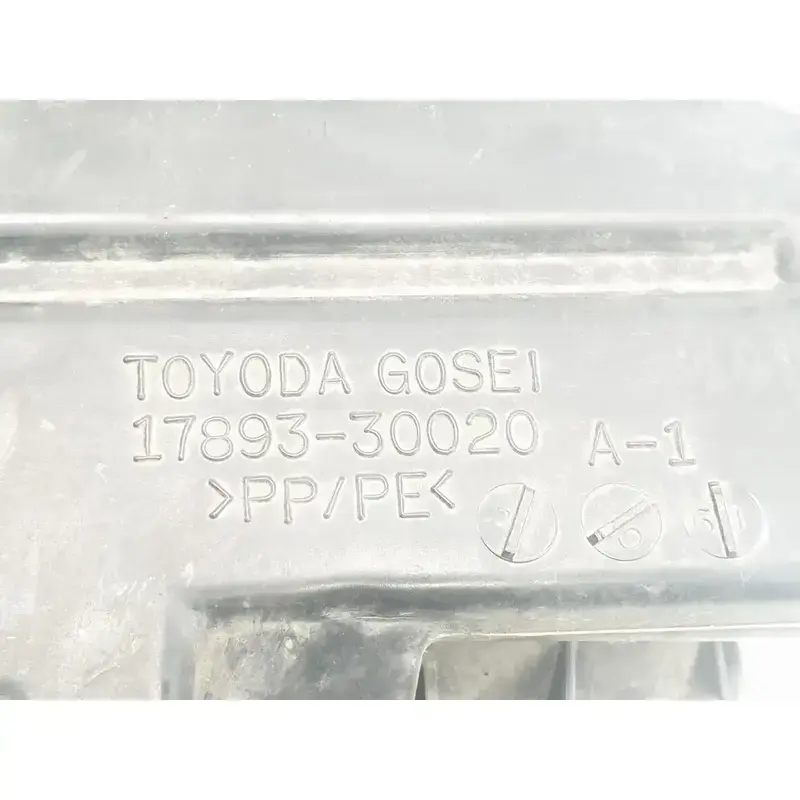 TOYODA GOSEI
17893-30020 A-1
>PP/PE<